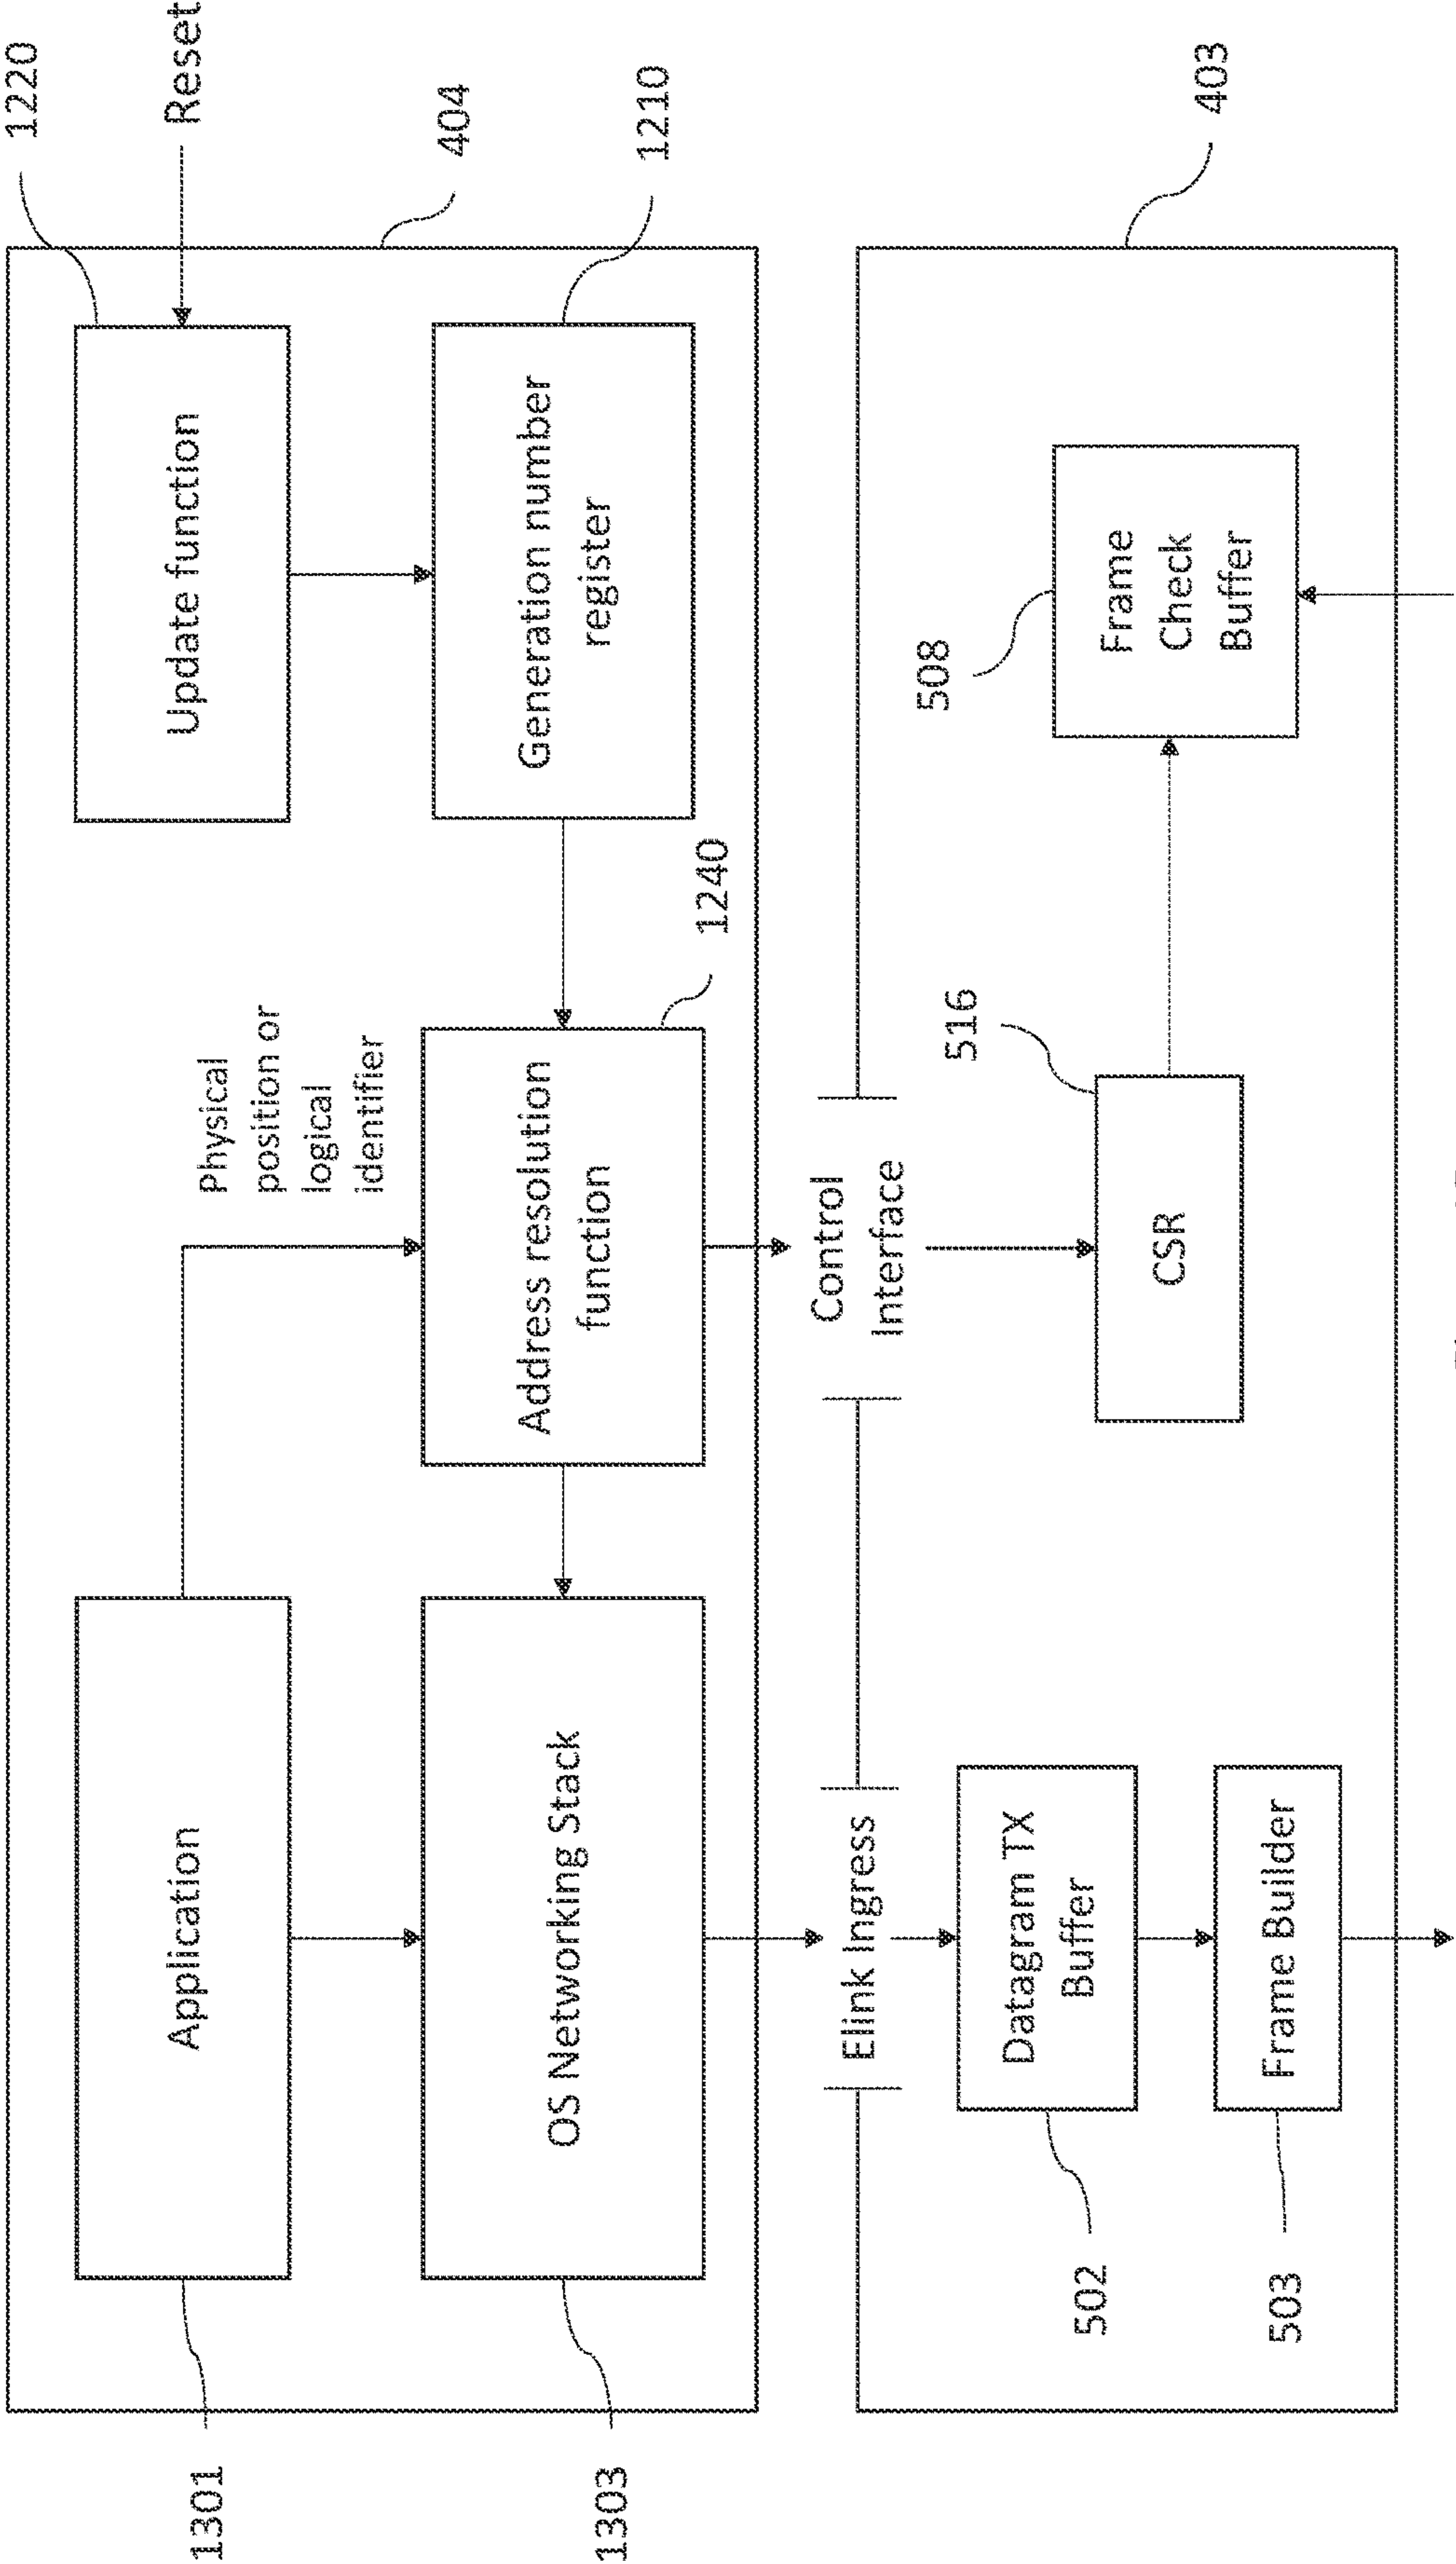 1301
Application
1220
Update function
Reset
Physical
position or
logical
identifier
404
1303
OS Networking Stack
Address resolution
function
Generation number
register
1210
1240
Elink Ingress
Control
Interface
502
Datagram TX
Buffer
516
508
403
503
Frame Builder
CSR
Frame
Check
Buffer